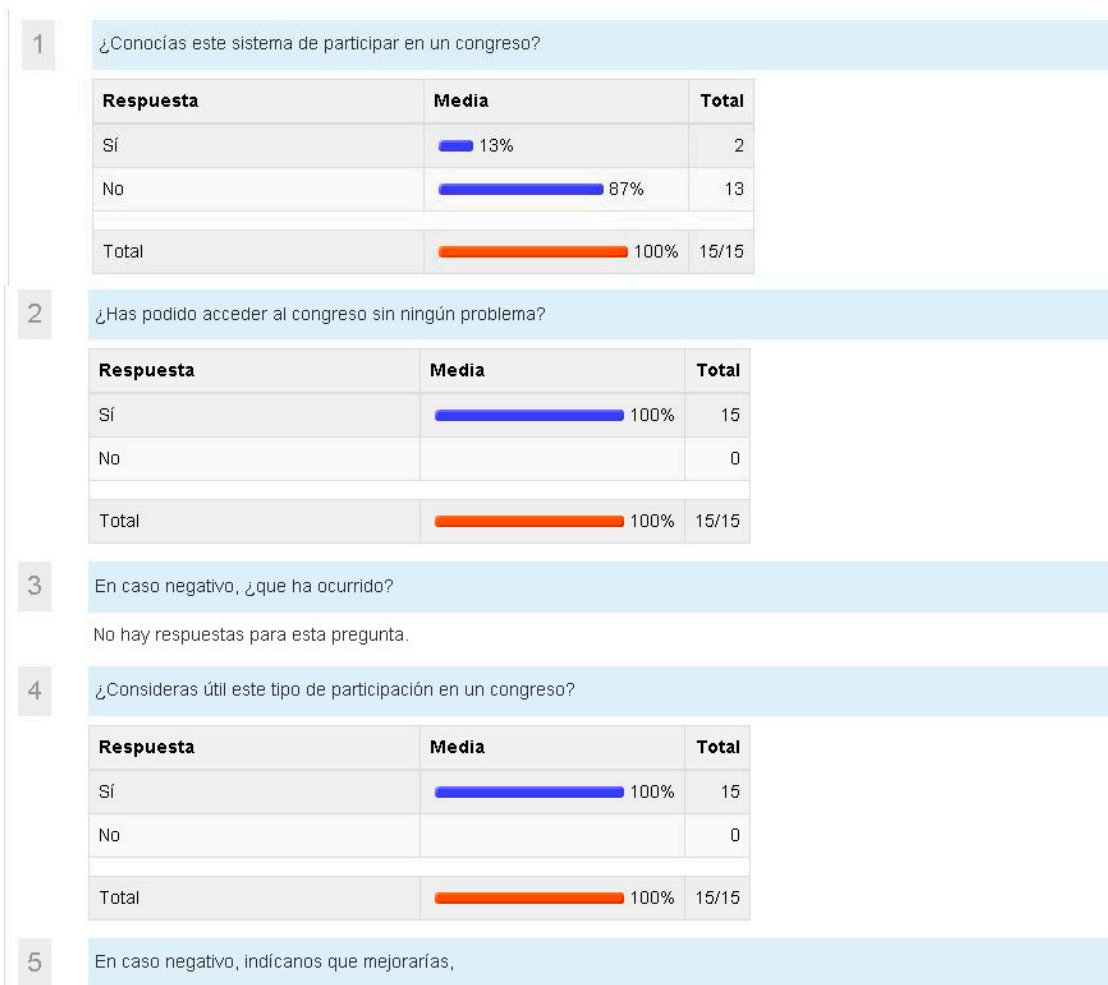 1 ¿Conocías este sistema de participar en un congreso?
Respuesta Media Total
Sí 13% 2
No 87% 13
Total 100% 15/15
2 ¿Has podido acceder al congreso sin ningún problema?
Respuesta Media Total
Sí 100% 15
No 0
Total 100% 15/15
3 En caso negativo, ¿que ha ocurrido?
No hay respuestas para esta pregunta.
4 ¿Consideras útil este tipo de participación en un congreso?
Respuesta Media Total
Sí 100% 15
No 0
Total 100% 15/15
5 En caso negativo, indícanos que mejorarías,